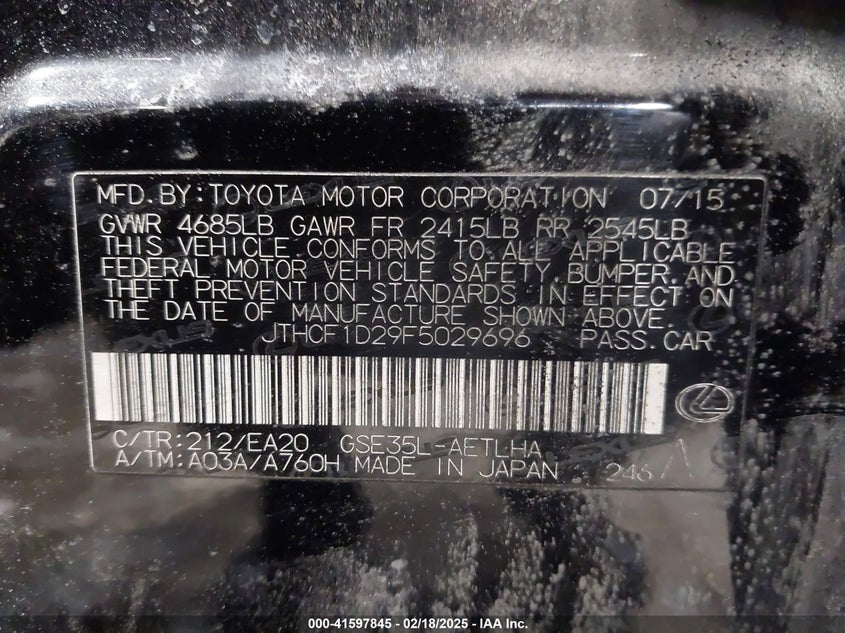 MFD.BY:TOYOTA MOTOR CORPORATION 07/15
GVWR 4685LB GAWR FR 2415LB RR 2545LB
THIS VEHICLE CONFORMS TO ALL APPLICABLE
FEDERAL MOTOR VEHICLE SAFETY BUMPER AND
THEFT PREVENTION STANDARDS IN EFFECT ON
THE DATE OF MANUFACTURE SHOWN ABOVE.
JTHCF1D29F5029696 PASS.CAR
C/TR:212/EA20 GSE35L-AETLHA
A/TM:A03A/A760H MADE IN JAPAN 246
000-41597845 - 02/18/2025 - IAA Inc.